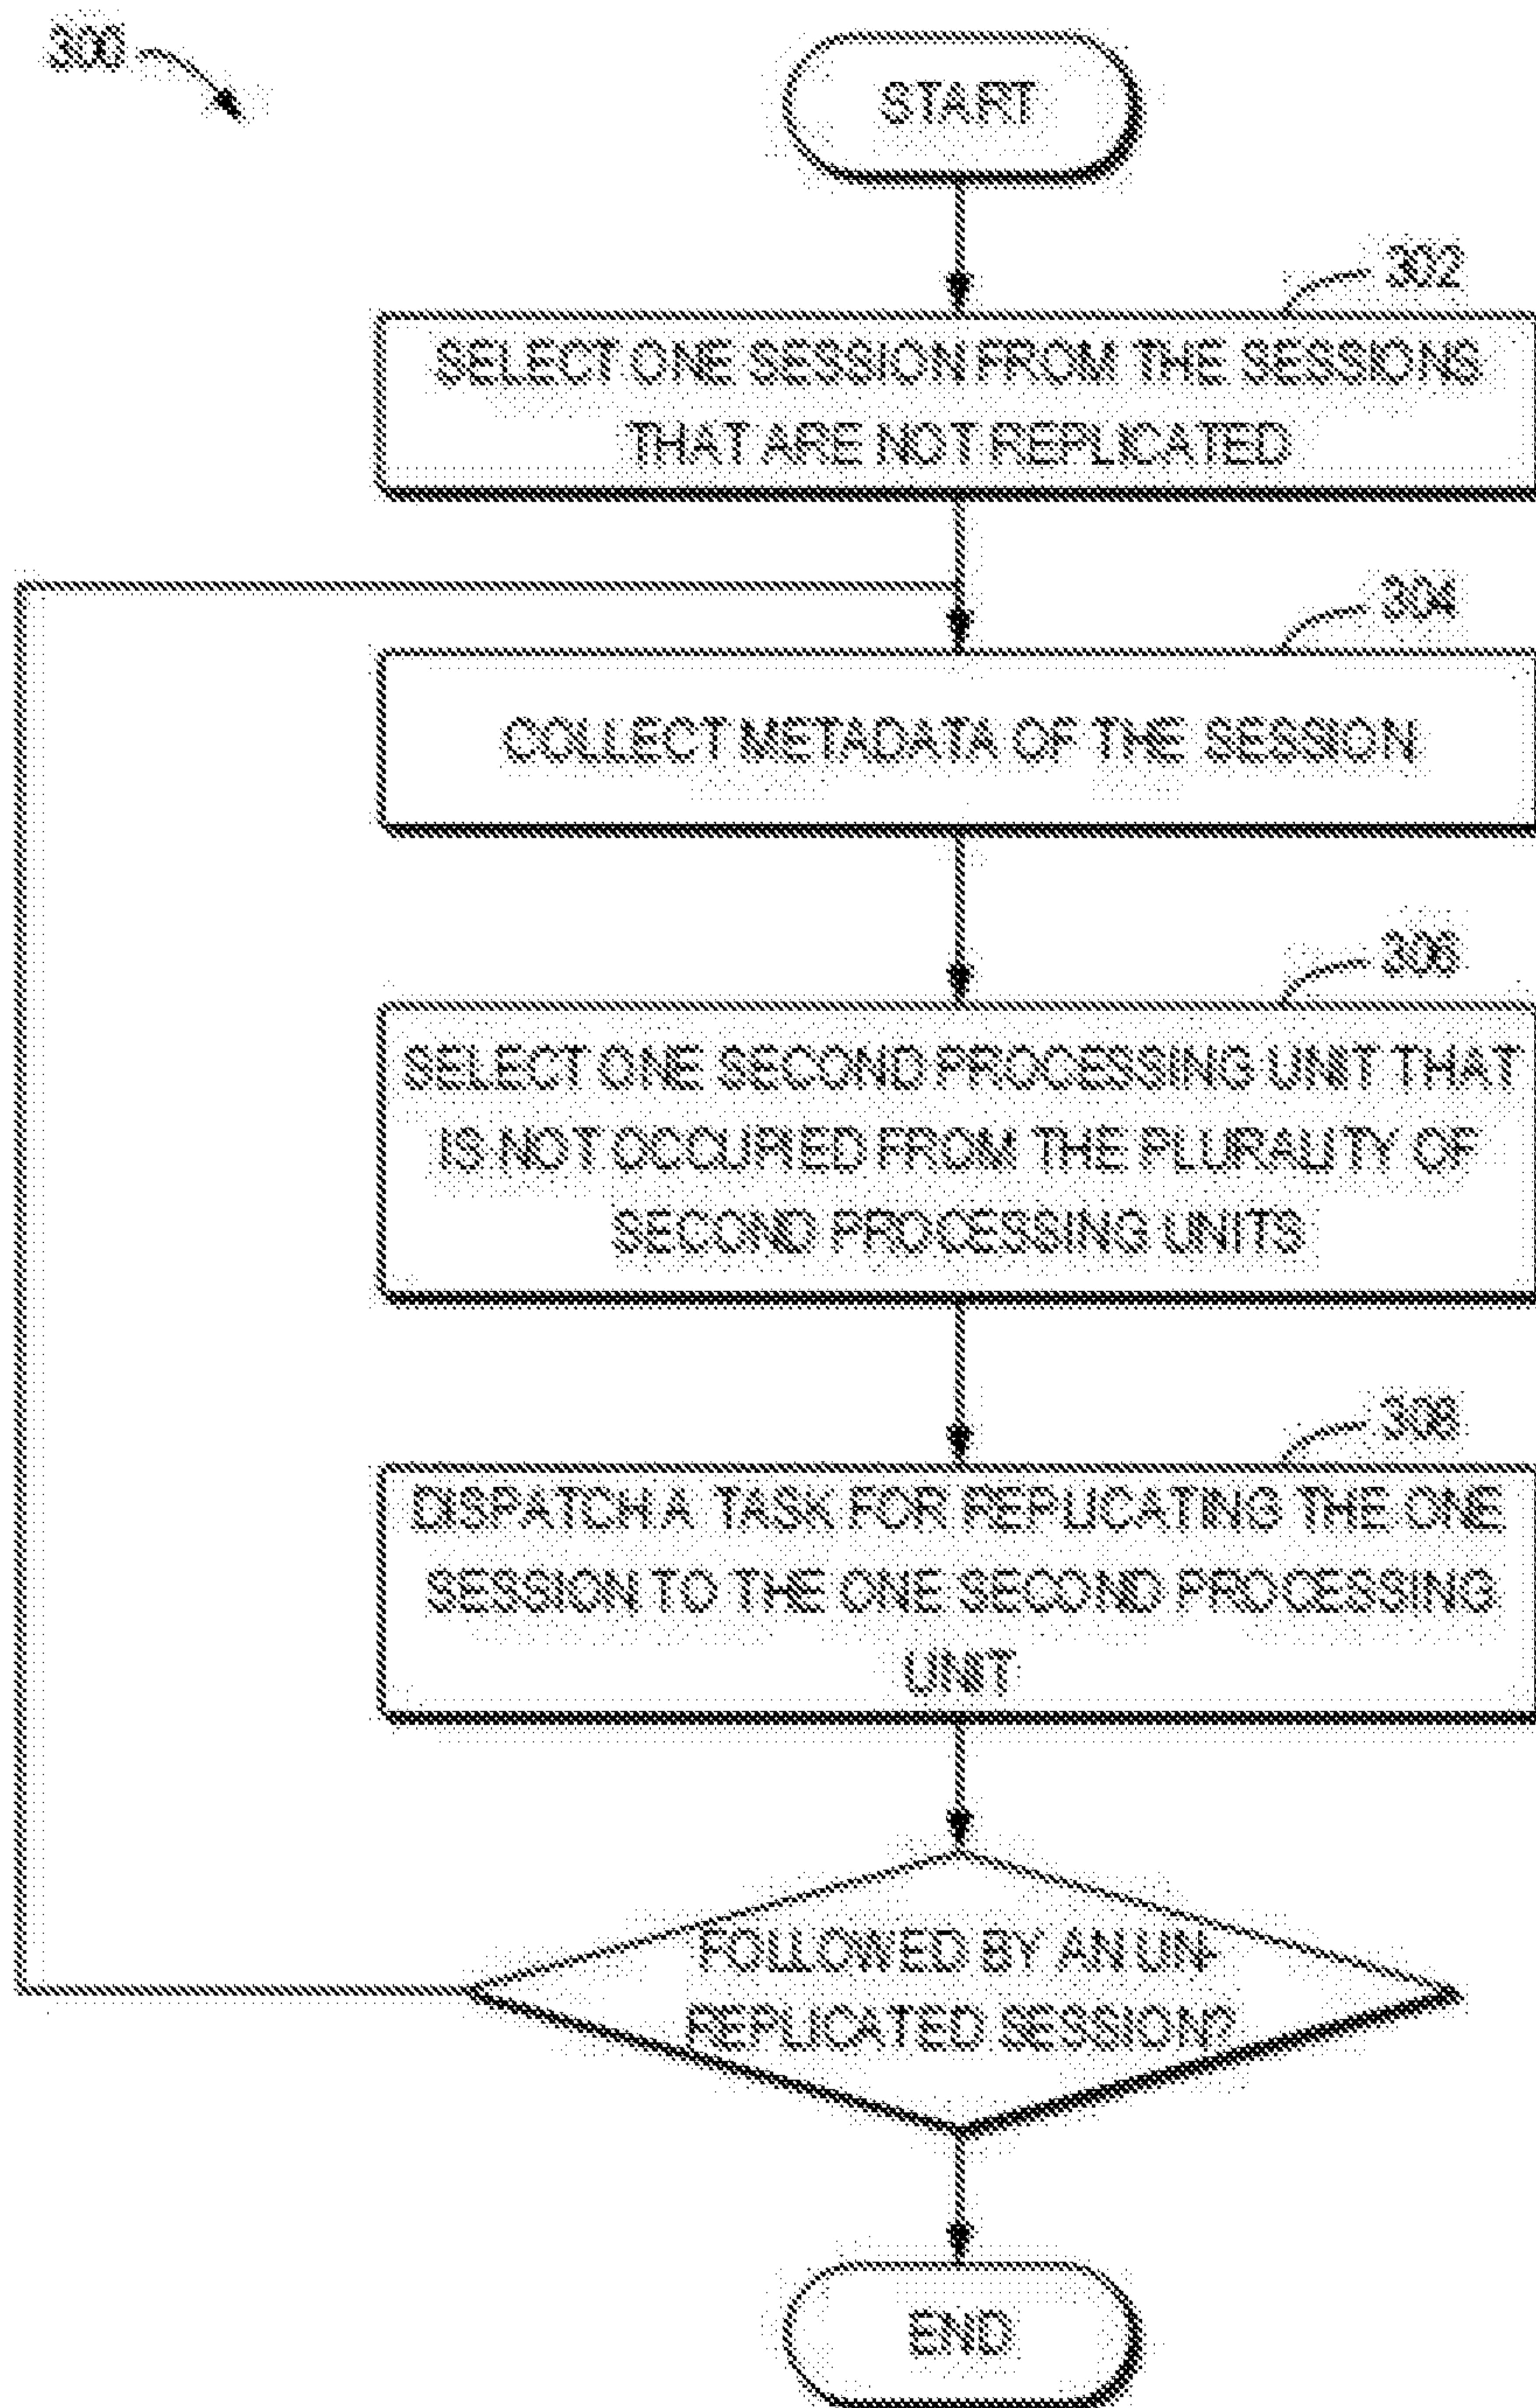 300
START
302
SELECT ONE SESSION FROM THE SESSIONS
THAT ARE NOT REPLICATED
304
COLLECT METADATA OF THE SESSION
306
SELECT ONE SECOND PROCESSING UNIT THAT
IS NOT OCCURED FROM THE PLURALITY OF
SECOND PROCESSING UNITS
308
DISPATCH A TASK FOR REPLICATING THE ONE
SESSION TO THE ONE SECOND PROCESSING
UNIT
FOLLOWED BY AN UN-
REPLICATED SESSION?
END